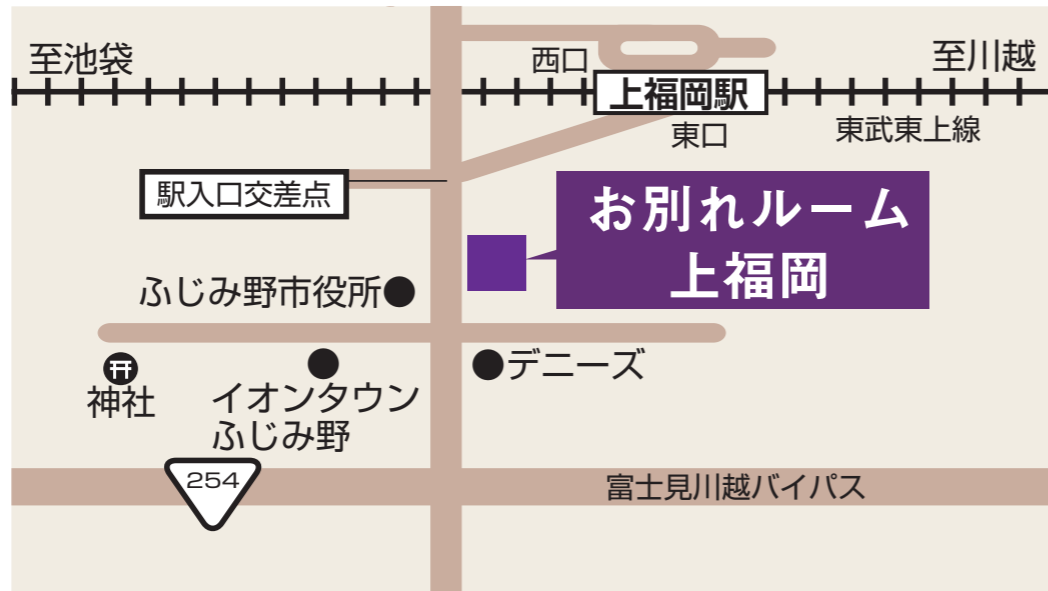 至池袋
西口
至川越
上福岡駅
東口
東武東上線
駅入口交差点
お別れルーム
上福岡
ふじみ野市役所
デニーズ
神社
イオンタウン
ふじみ野
254
富士見川越バイパス